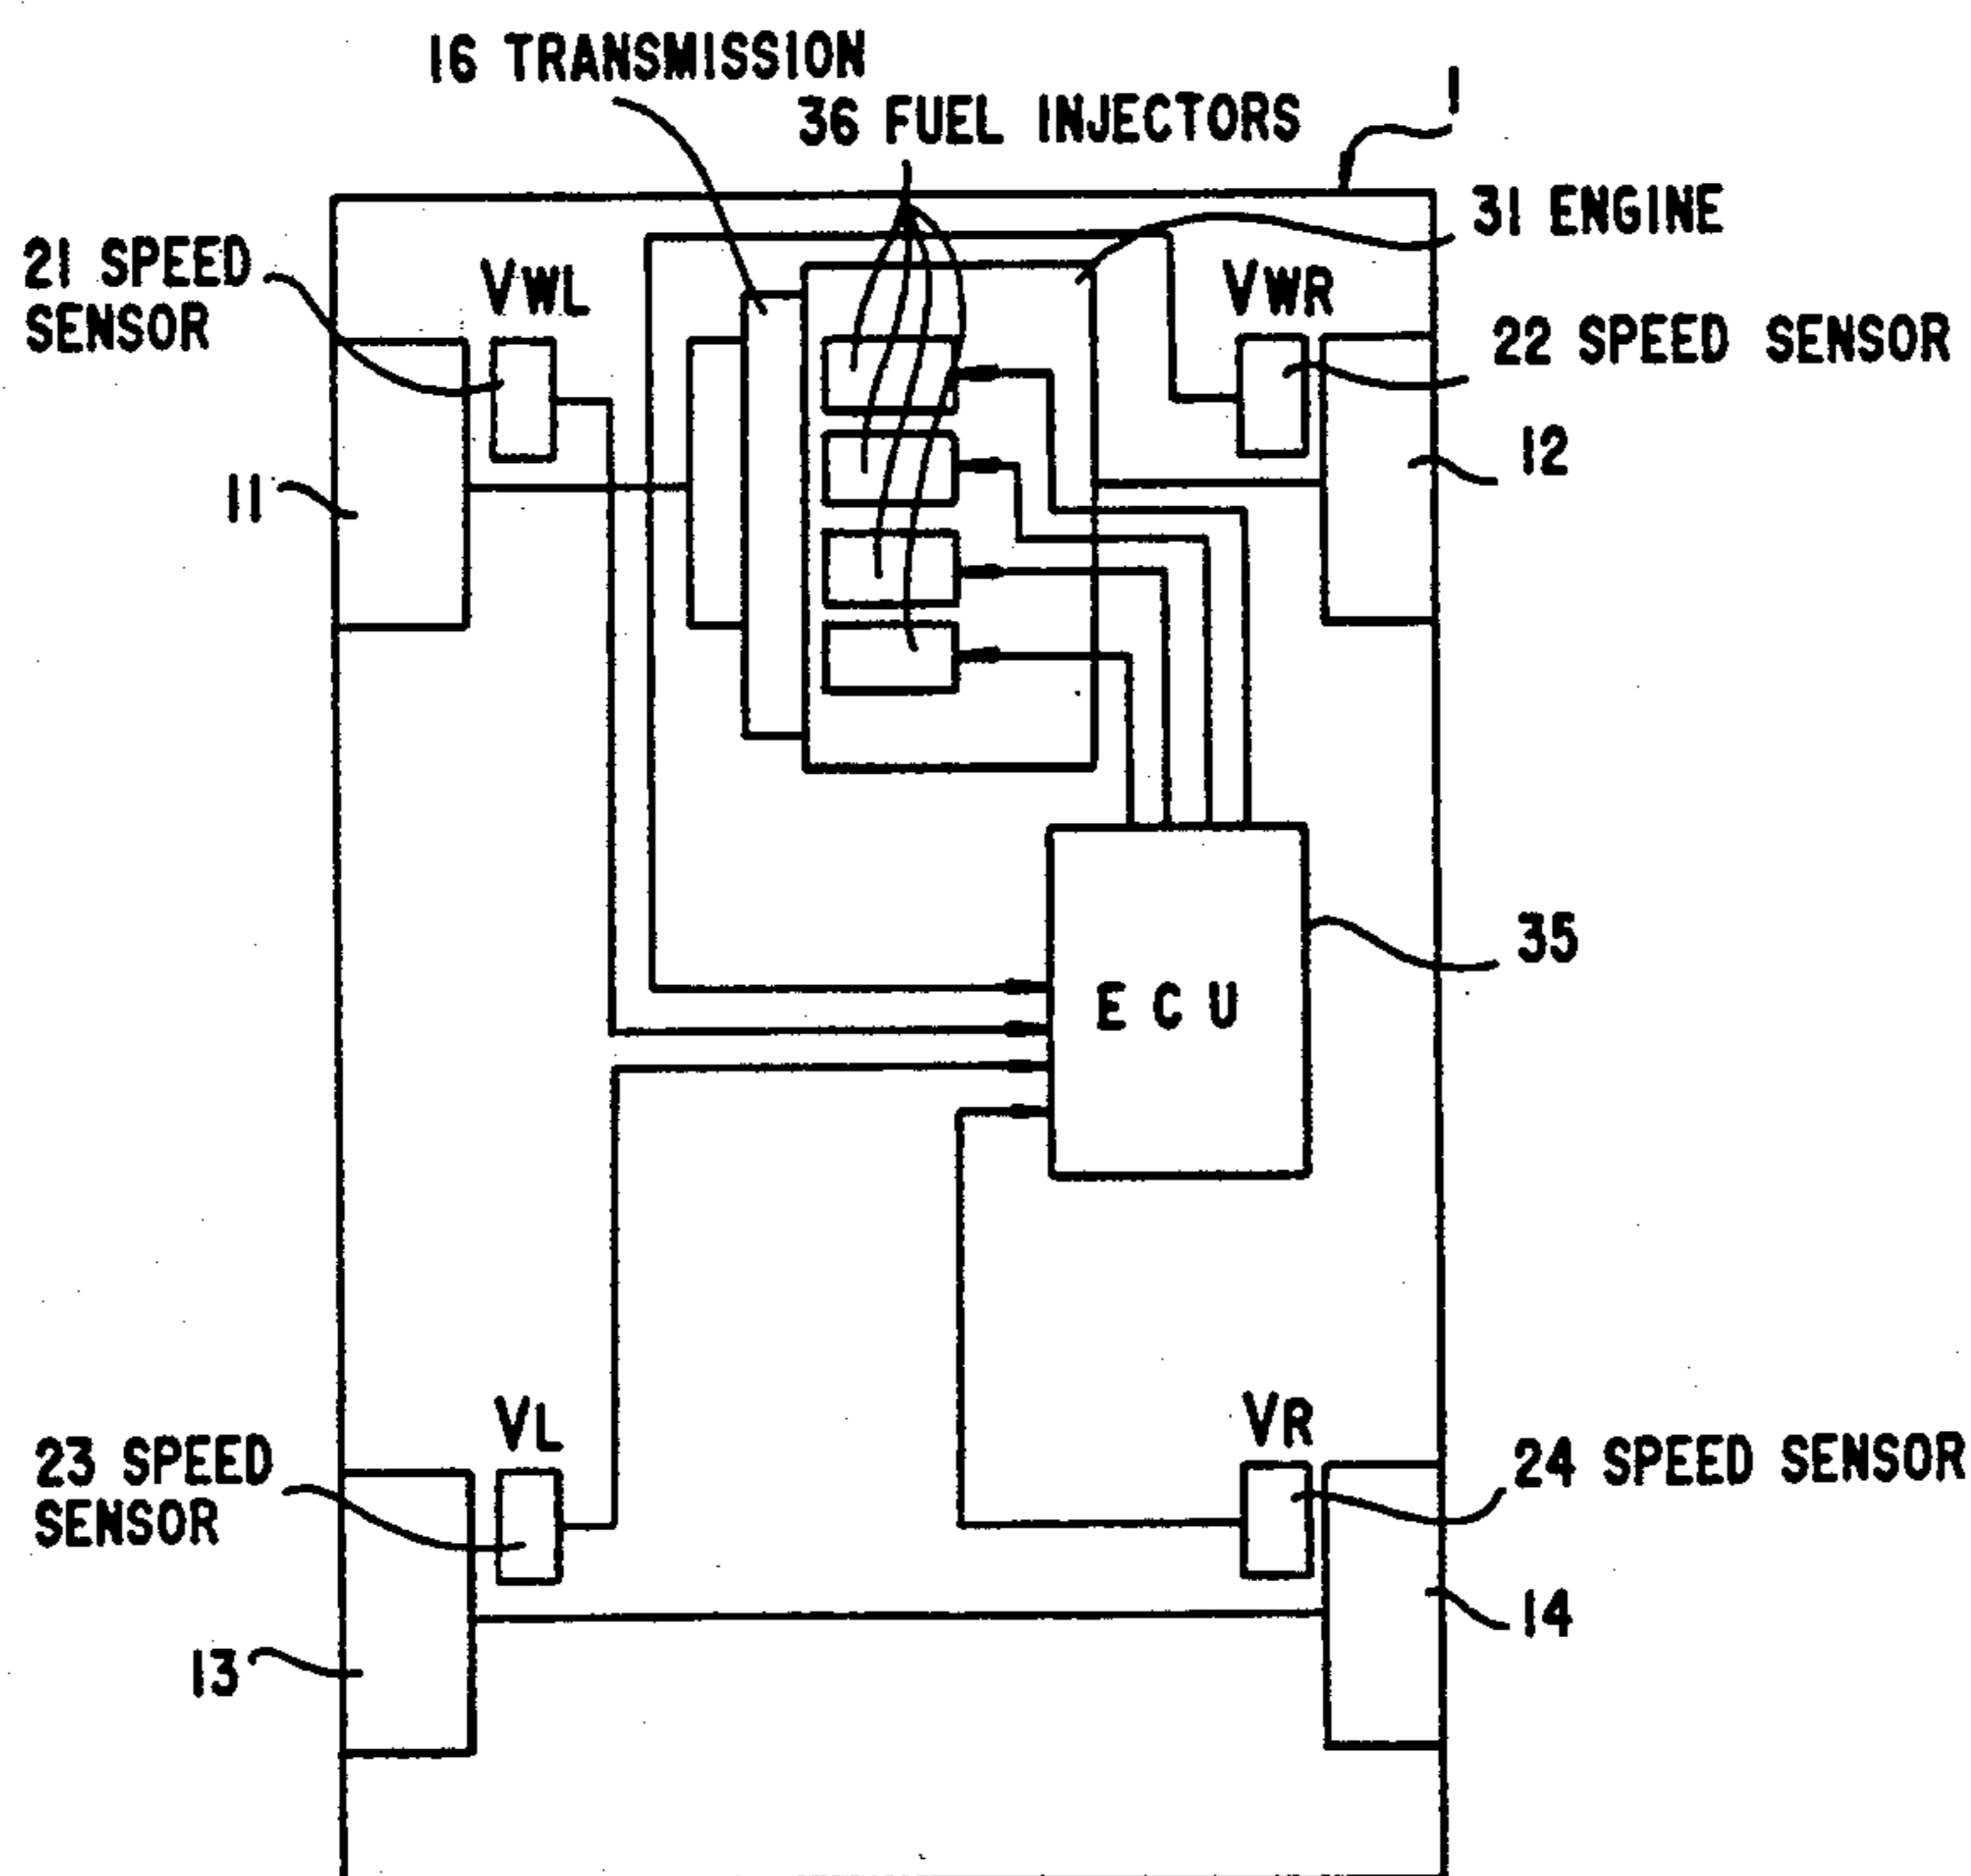 16 TRANSMISSION
36 FUEL INJECTORS
1
31 ENGINE
21 SPEED
SENSOR
VWL
VWR
22 SPEED SENSOR
11
12
35
ECU
VL
VR
23 SPEED
SENSOR
24 SPEED SENSOR
13
14